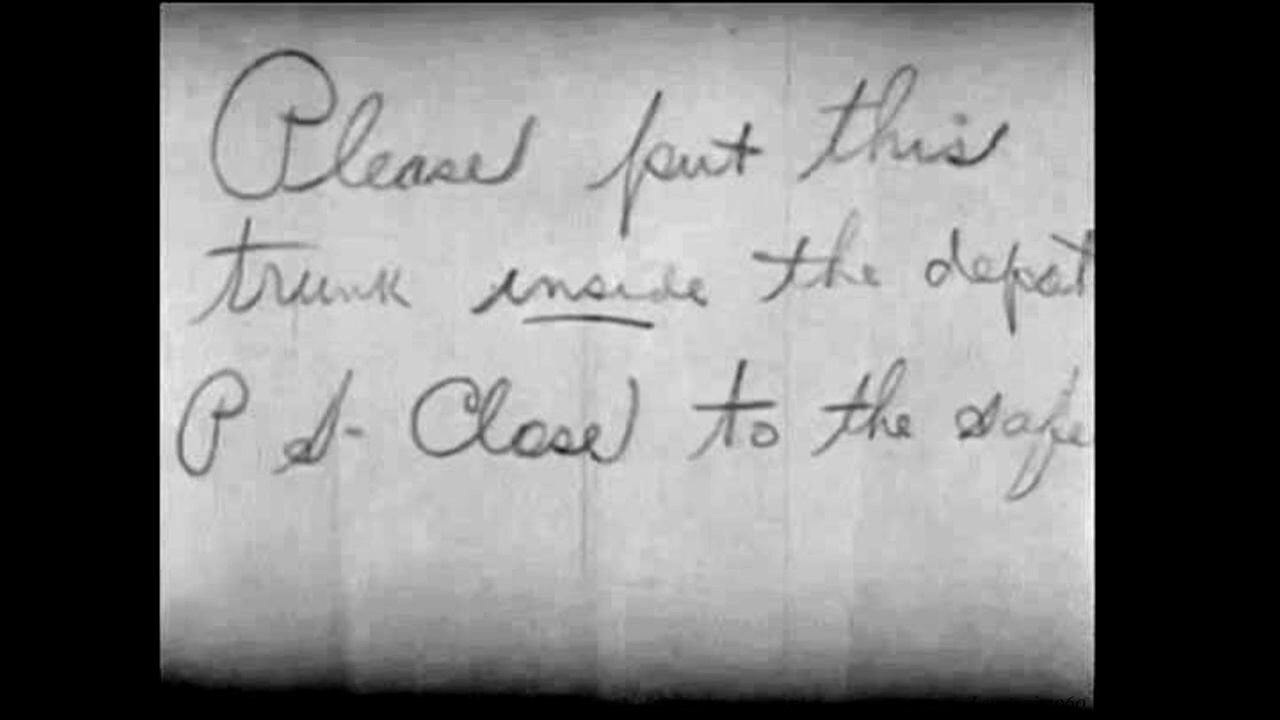 Please put this
trunk inside the depot
P S- Close to the safe